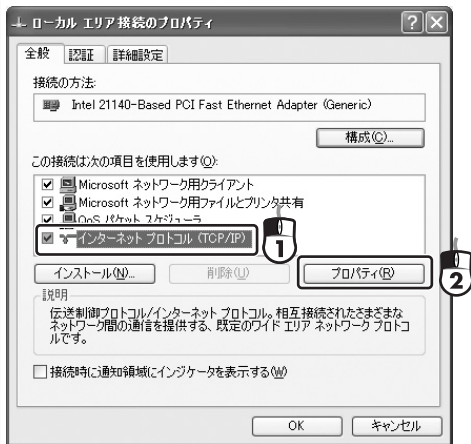 ローカル エリア接続のプロパティ
全般 認証 詳細設定
接続の方法:
Intel 21140-Based PCI Fast Ethernet Adapter (Generic)
構成(C)...
この接続は次の項目を使用します(O):
Microsoft ネットワーク用クライアント
Microsoft ネットワーク用ファイルとプリンタ共有
QoS パケット スケジューラ
インターネット プロトコル (TCP/IP)
1
インストール(N)... 削除(U) プロパティ(R)
2
説明
伝送制御プロトコル/インターネット プロトコル。相互接続されたさまざまな
ネットワーク間の通信を提供する、既定のワイド エリア ネットワーク プロトコ
ルです。
接続時に通知領域にインジケータを表示する(W)
OK キャンセル